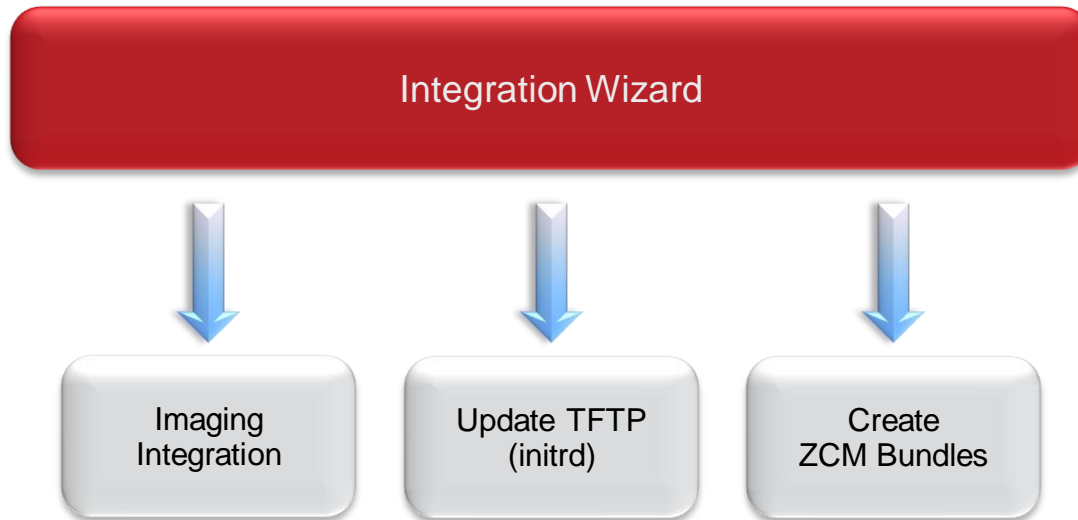 Integration Wizard
Imaging
Integration
Update TFTP
(initrd)
Create
ZCM Bundles